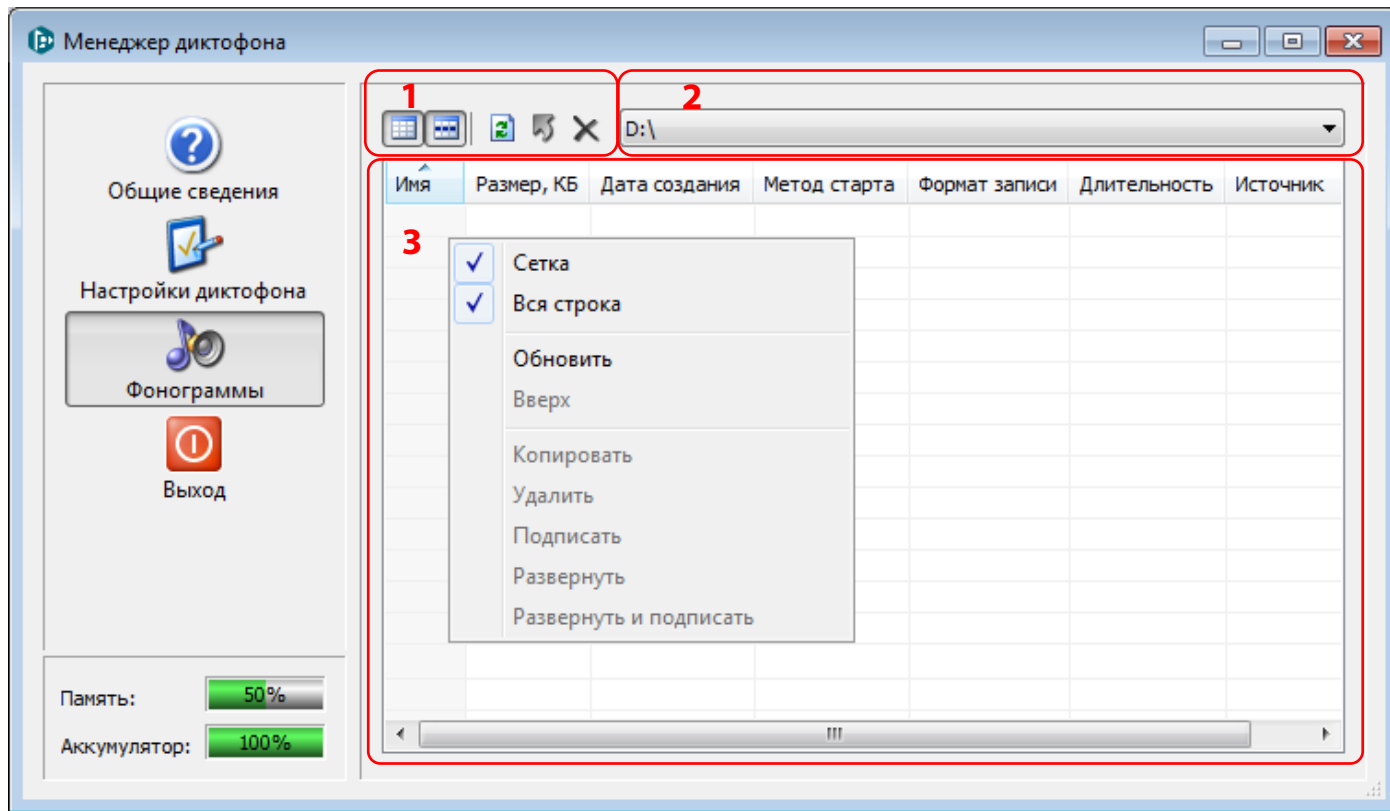 Менеджер диктофона
1
2
D:\
Общие сведения
Настройки диктофона
Фонограммы
Выход
Имя Размер, КБ Дата создания Метод старта Формат записи Длительность Источник
3
Сетка
Вся строка
Обновить
Вверх
Копировать
Удалить
Подписать
Развернуть
Развернуть и подписать
Память: 50%
Аккумулятор: 100%